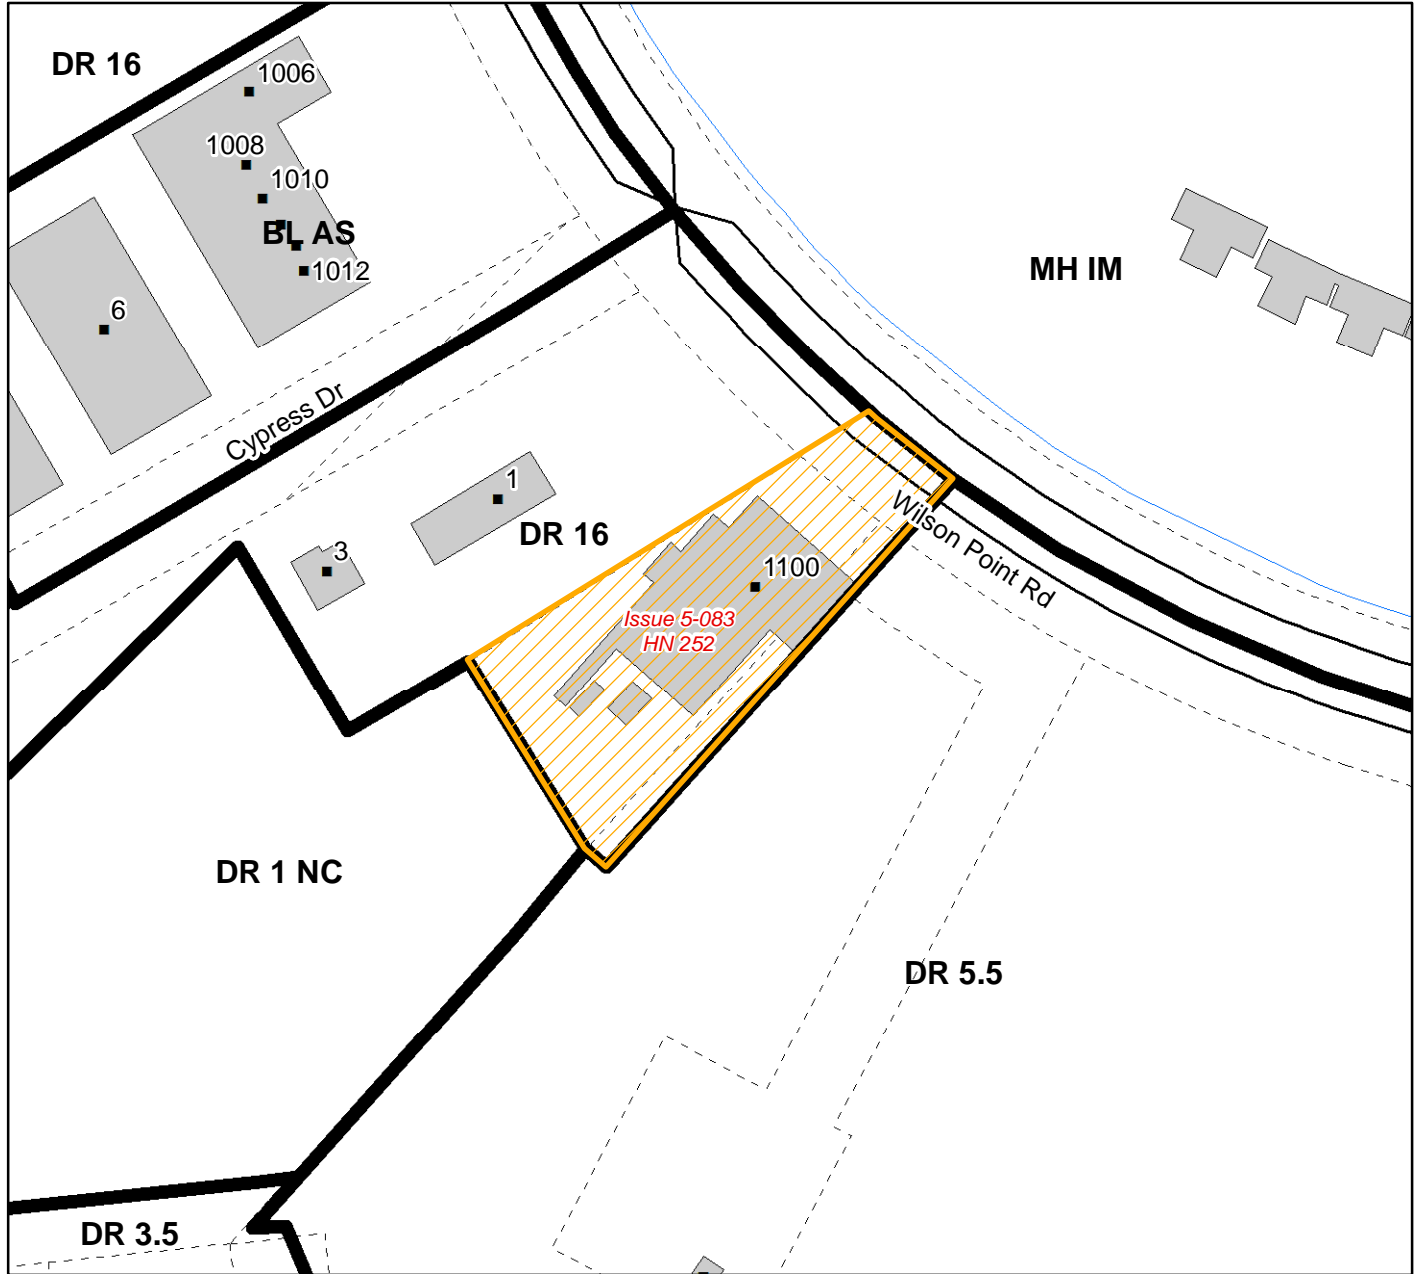 DR 16
1006
1008
1010
BL AS
1012
6
MH IM
Cypress Dr
1
DR 16
3
1100
Wilson Point Rd
Issue 5-083
HN 252
DR 1 NC
DR 5.5
DR 3.5